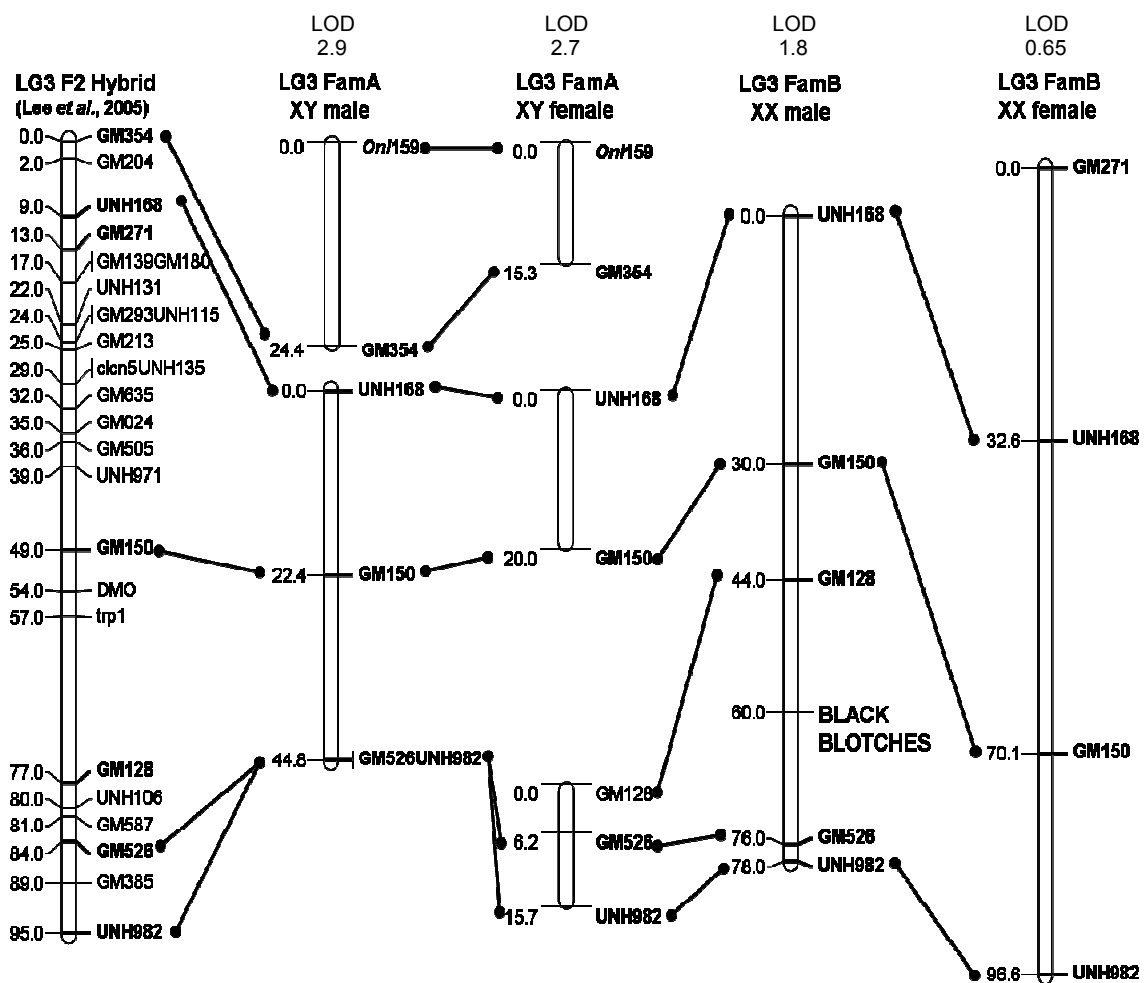 LOD
2.9
LOD
2.7
LOD
1.8
LOD
0.65
LG3 F2 Hybrid
(Lee et al., 2005)
0.0 GM354
2.0 GM204
9.0 UNH168
13.0 GM271
17.0 GM139GM180
22.0 UNH131
24.0 GM293UNH115
25.0 GM213
29.0 clcn5UNH135
32.0 GM635
35.0 GM024
36.0 GM505
39.0 UNH971
49.0 GM150
54.0 DMO
57.0 trp1
77.0 GM128
80.0 UNH106
81.0 GM587
84.0 GM526
89.0 GM385
95.0 UNH982
LG3 FamA
XY male
0.0 Onl159
24.4 GM354
0.0 UNH168
22.4 GM150
44.8 GM526UNH982
LG3 FamA
XY female
0.0 Onl159
15.3 GM354
0.0 UNH168
20.0 GM150
0.0 GM128
6.2 GM526
15.7 UNH982
LG3 FamB
XX male
0.0 UNH168
30.0 GM150
44.0 GM128
60.0 BLACK
BLOTCHES
76.0 GM526
78.0 UNH982
LG3 FamB
XX female
0.0 GM271
32.6 UNH168
70.1 GM150
96.6 UNH982